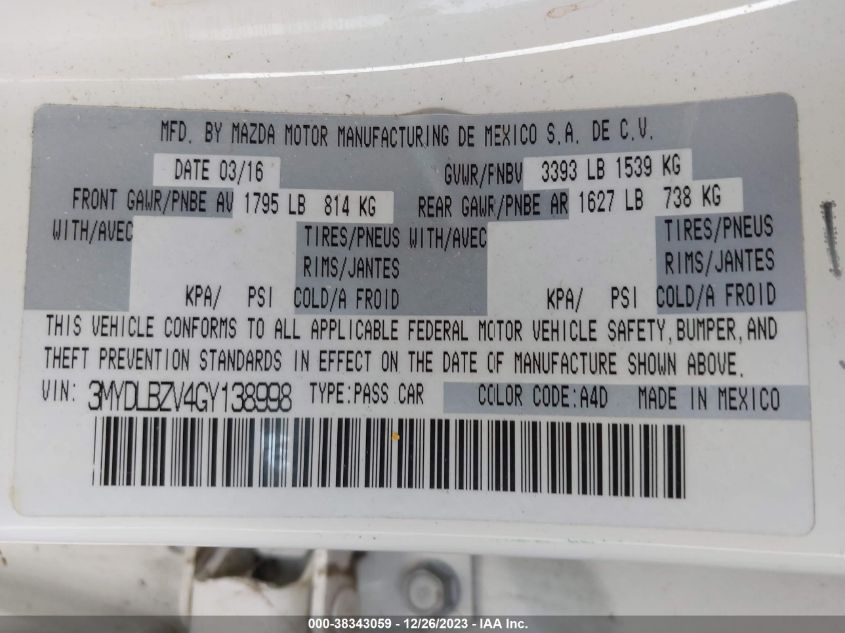 MFD. BY MAZDA MOTOR MANUFACTURING DE MEXICO S.A. DE C.V.
DATE 03/16 GVWR/FNBV 3393 LB 1539 KG
FRONT GAWR/PNBE AV 1795 LB 814 KG REAR GAWR/PNBE AR 1627 LB 738 KG
WITH/AVEC TIRES/PNEUS WITH/AVEC TIRES/PNEUS
RIMS/JANTES RIMS/JANTES
KPA/ PSI COLD/A FROID KPA/ PSI COLD/A FROID
THIS VEHICLE CONFORMS TO ALL APPLICABLE FEDERAL MOTOR VEHICLE SAFETY, BUMPER, AND
THEFT PREVENTION STANDARDS IN EFFECT ON THE DATE OF MANUFACTURE SHOWN ABOVE.
VIN: 3MYDLBZV4GY138998 TYPE:PASS CAR COLOR CODE:A4D MADE IN MEXICO
000-38343059 - 12/26/2023 - IAA Inc.